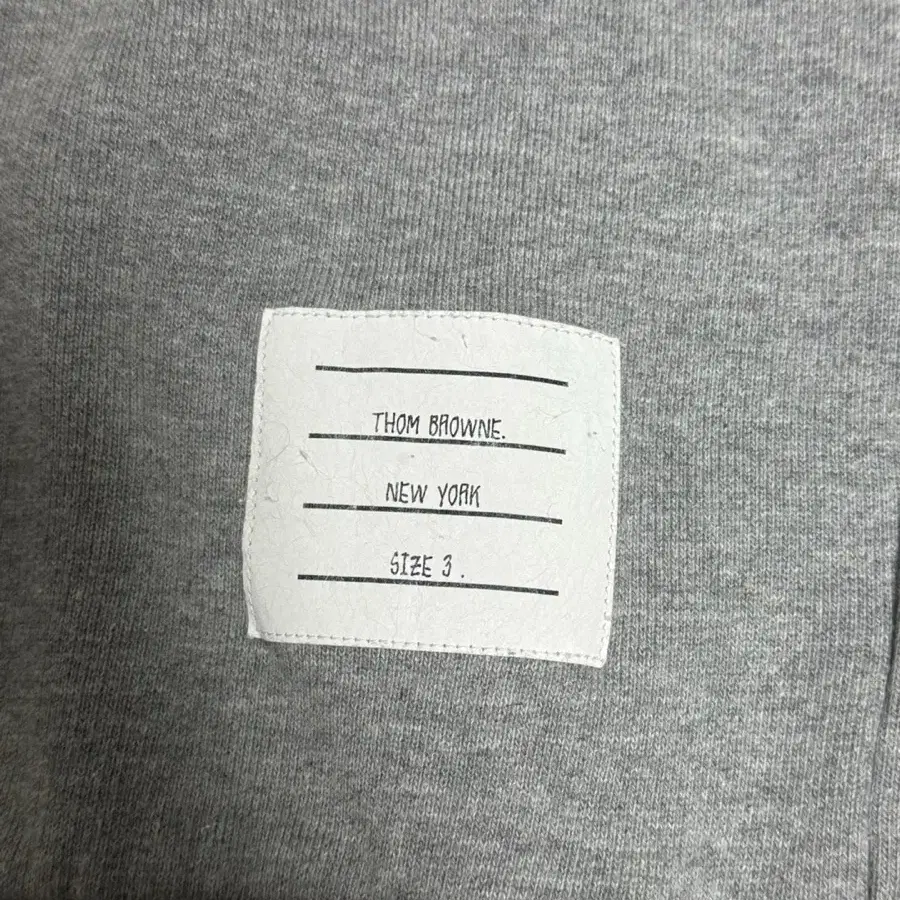 THOM BROWNE.
NEW YORK
SIZE 3 .